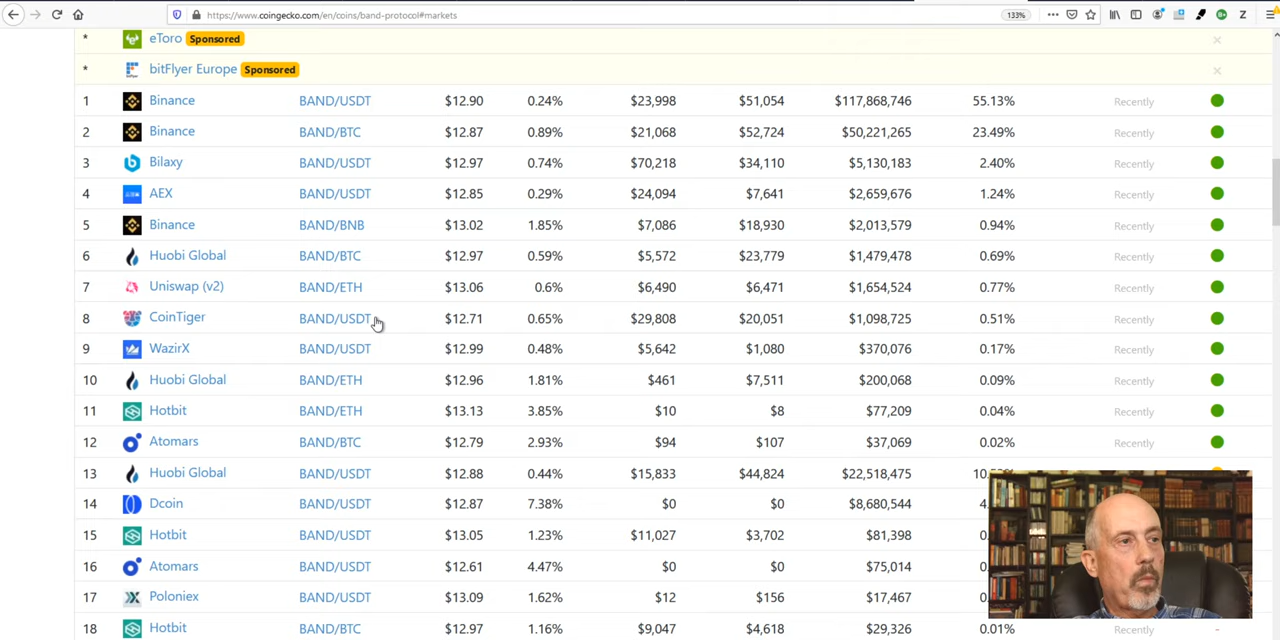 https://www.coingecko.com/en/coins/band-protocol#markets 133% Z
* eToro Sponsored ×
* bitFlyer Europe Sponsored ×
1 Binance BAND/USDT $12.90 0.24% $23,998 $51,054 $117,868,746 55.13% Recently
2 Binance BAND/BTC $12.87 0.89% $21,068 $52,724 $50,221,265 23.49% Recently
3 Bilaxy BAND/USDT $12.97 0.74% $70,218 $34,110 $5,130,183 2.40% Recently
4 AEX BAND/USDT $12.85 0.29% $24,094 $7,641 $2,659,676 1.24% Recently
5 Binance BAND/BNB $13.02 1.85% $7,086 $18,930 $2,013,579 0.94% Recently
6 Huobi Global BAND/BTC $12.97 0.59% $5,572 $23,779 $1,479,478 0.69% Recently
7 Uniswap (v2) BAND/ETH $13.06 0.6% $6,490 $6,471 $1,654,524 0.77% Recently
8 CoinTiger BAND/USDT $12.71 0.65% $29,808 $20,051 $1,098,725 0.51% Recently
9 WazirX BAND/USDT $12.99 0.48% $5,642 $1,080 $370,076 0.17% Recently
10 Huobi Global BAND/ETH $12.96 1.81% $461 $7,511 $200,068 0.09% Recently
11 Hotbit BAND/ETH $13.13 3.85% $10 $8 $77,209 0.04% Recently
12 Atomars BAND/BTC $12.79 2.93% $94 $107 $37,069 0.02% Recently
13 Huobi Global BAND/USDT $12.88 0.44% $15,833 $44,824 $22,518,475
14 Dcoin BAND/USDT $12.87 7.38% $0 $0 $8,680,544
15 Hotbit BAND/USDT $13.05 1.23% $11,027 $3,702 $81,398
16 Atomars BAND/USDT $12.61 4.47% $0 $0 $75,014
17 Poloniex BAND/USDT $13.09 1.62% $12 $156 $17,467
18 Hotbit BAND/BTC $12.97 1.16% $9,047 $4,618 $29,326 0.01% Recently -